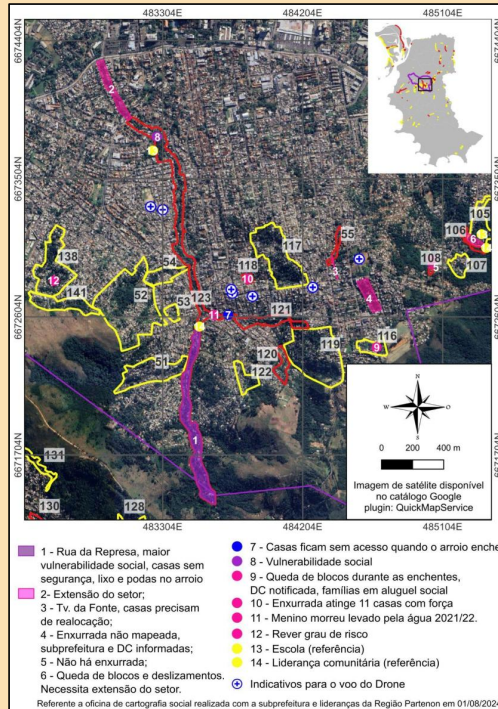 483304E 484204E 485104E
6674404N
6674404N
6673504N
6673504N
6672604N
6672604N
6671704N
6671704N
2
8
105
106
6
138
12
141
54
52
53
123
117
118
10
55
3
4
108
5
107
11
7
121
51
120
122
119
116
9
1
131
130
128
N
W O
S
0 200 400 m
Imagem de satélite disponível
no catálogo Google
plugin: QuickMapService
483304E 484204E 485104E
1 - Rua da Represa, maior
vulnerabilidade social, casas sem
segurança, lixo e podas no arroio
2- Extensão do setor;
3 - Tv. da Fonte, casas precisam
de realocação;
4 - Enxurrada não mapeada,
subprefeitura e DC informadas;
5 - Não há enxurrada;
6 - Queda de blocos e deslizamentos.
Necessita extensão do setor.
7 - Casas ficam sem acesso quando o arroio enche
8 - Vulnerabilidade social
9 - Queda de blocos durante as enchentes,
DC notificada, famílias em aluguel social
10 - Enxurrada atinge 11 casas com força
11 - Menino morreu levado pela água 2021/22.
12 - Rever grau de risco
13 - Escola (referência)
14 - Liderança comunitária (referência)
Indicativos para o voo do Drone
Referente a oficina de cartografia social realizada com a subprefeitura e lideranças da Região Partenon em 01/08/2024